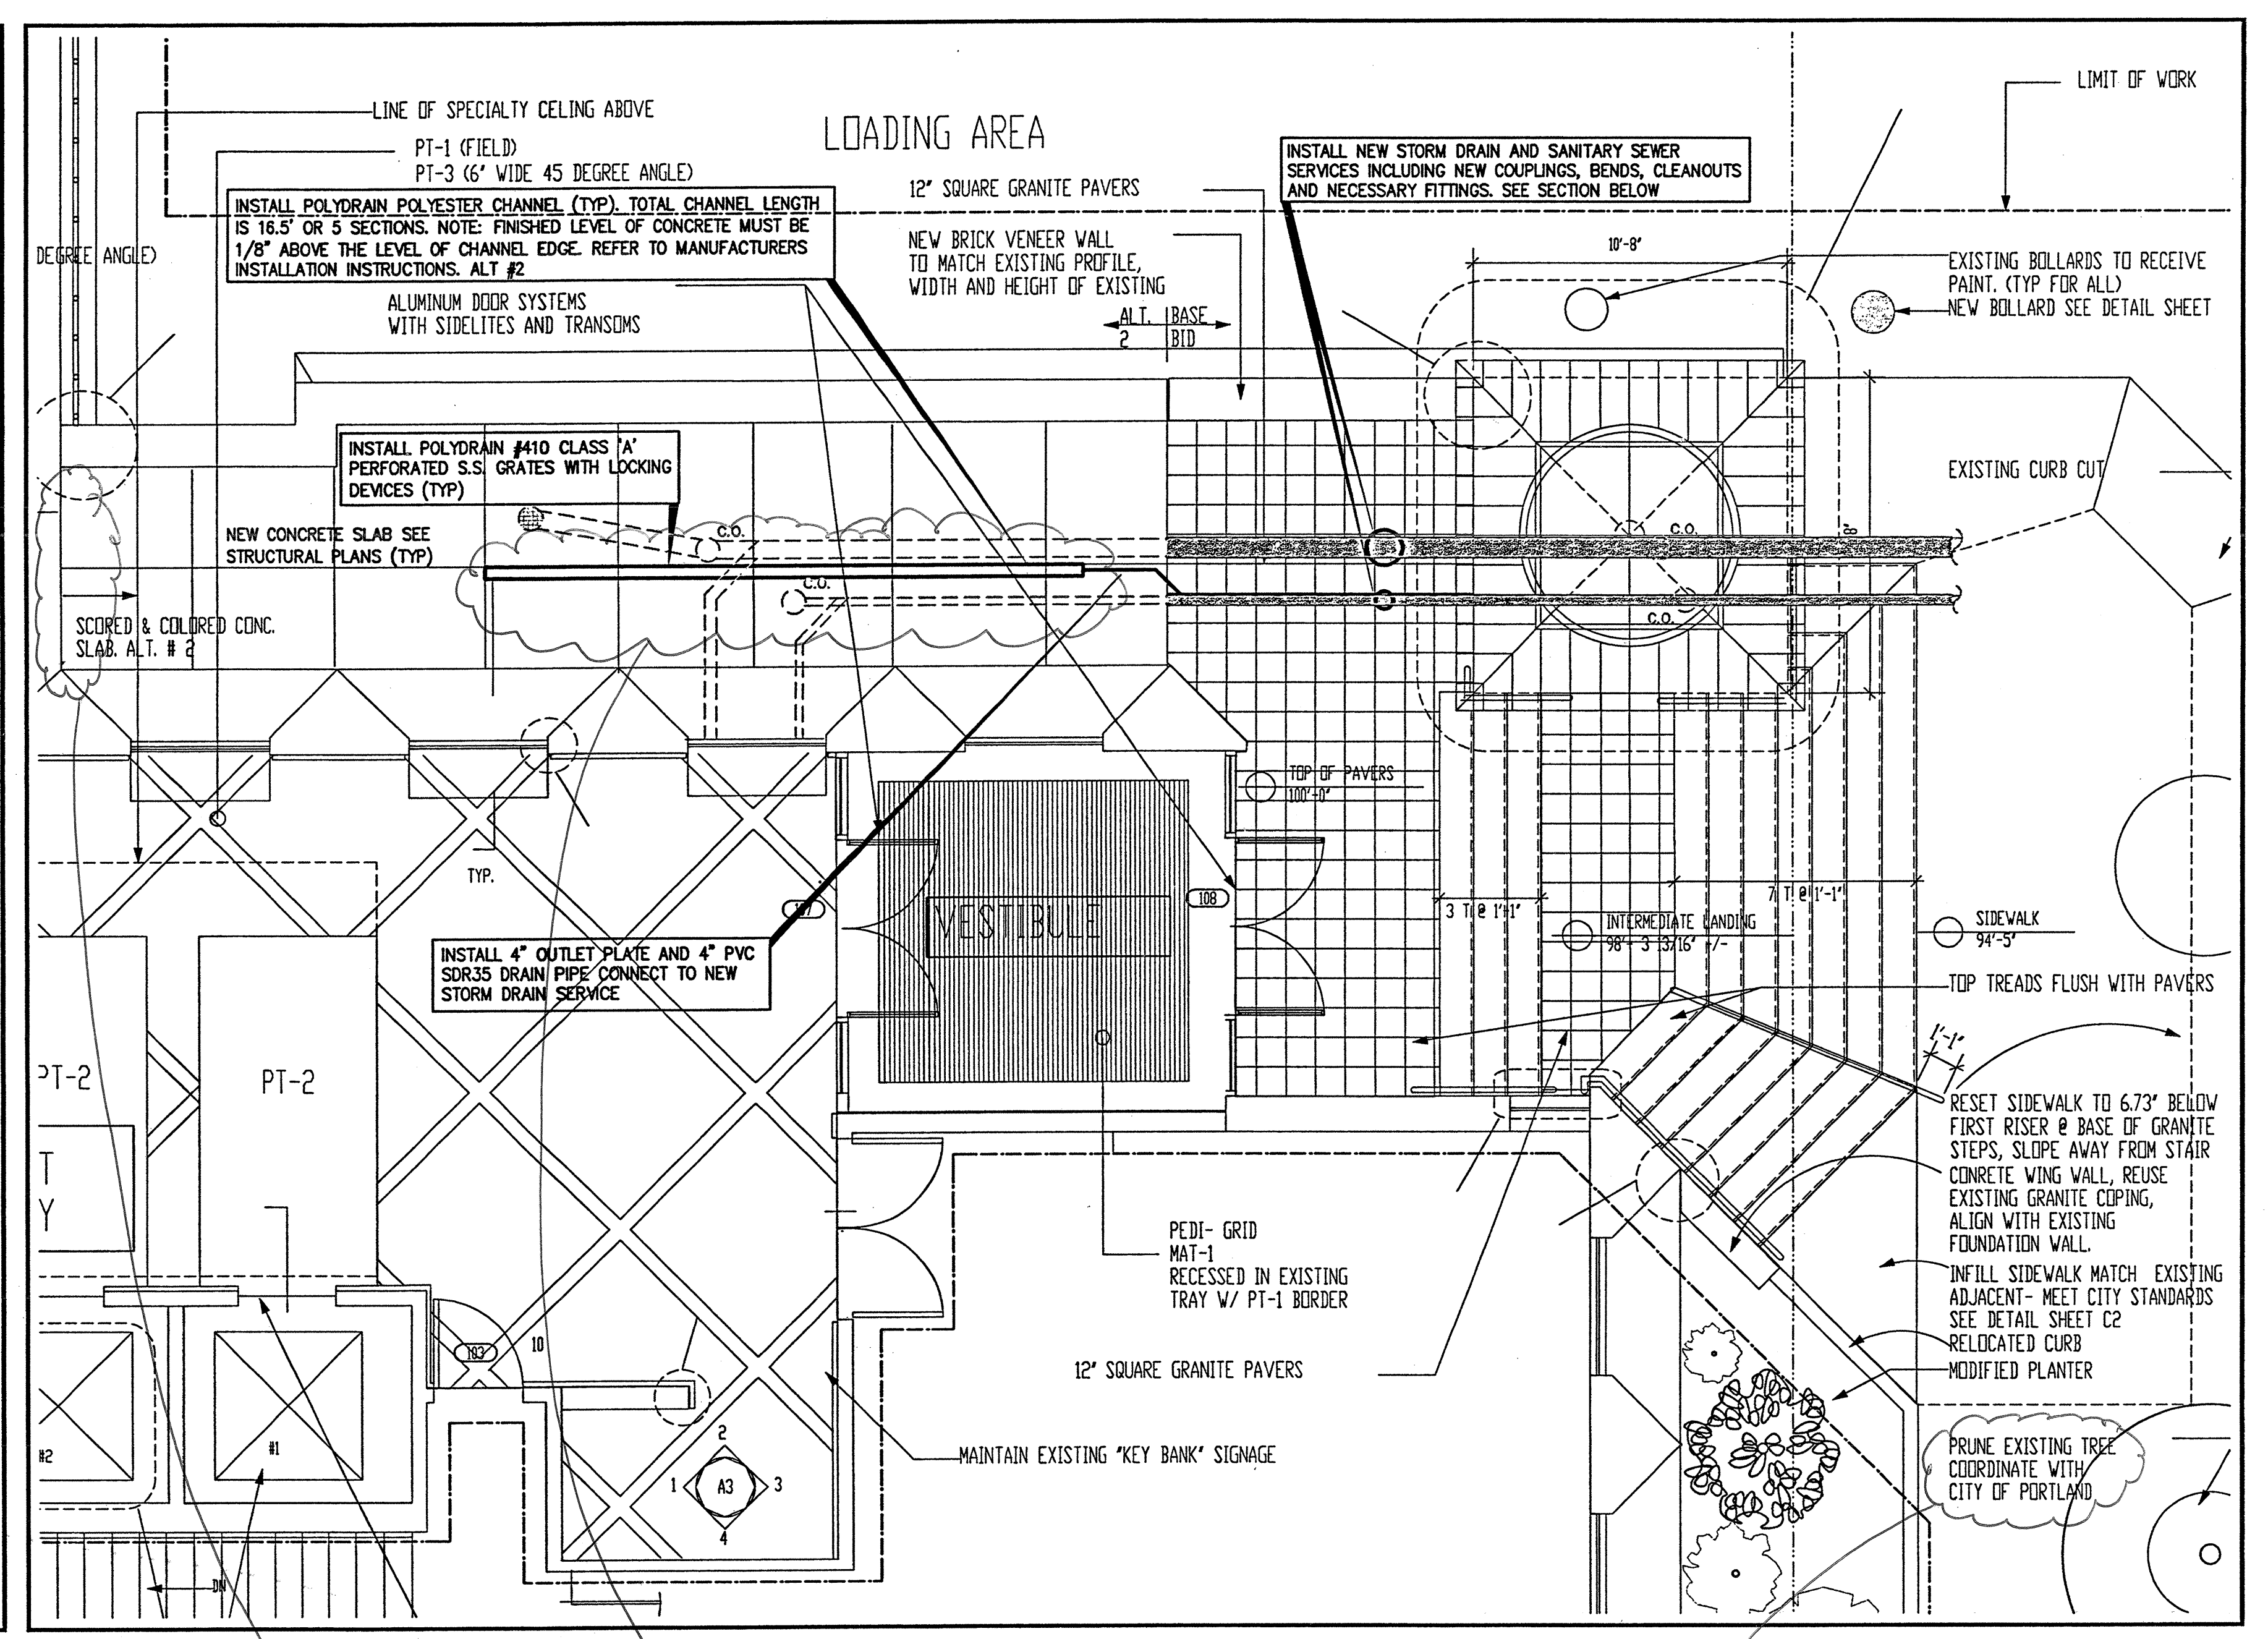 LIMIT OF WORK
LINE OF SPECIALTY CELING ABOVE
LOADING AREA
PT-1 (FIELD)
PT-3 (6" WIDE 45 DEGREE ANGLE)
INSTALL NEW STORM DRAIN AND SANITARY SEWER
SERVICES INCLUDING NEW COUPLINGS, BENDS, CLEANOUTS
AND NECESSARY FITTINGS. SEE SECTION BELOW
12" SQUARE GRANITE PAVERS
INSTALL POLYDRAIN POLYESTER CHANNEL (TYP). TOTAL CHANNEL LENGTH
IS 16.5' OR 5 SECTIONS. NOTE: FINISHED LEVEL OF CONCRETE MUST BE
1/8" ABOVE THE LEVEL OF CHANNEL EDGE. REFER TO MANUFACTURERS
INSTALLATION INSTRUCTIONS. ALT #2
DEGREE ANGLE)
NEW BRICK VENEER WALL
TO MATCH EXISTING PROFILE,
WIDTH AND HEIGHT OF EXISTING
10'-8"
EXISTING BOLLARDS TO RECEIVE
PAINT. (TYP FOR ALL)
NEW BOLLARD SEE DETAIL SHEET
ALUMINUM DOOR SYSTEMS
WITH SIDELITES AND TRANSOMS
ALT. BASE
2 BID
INSTALL POLYDRAIN #410 CLASS 'A'
PERFORATED S.S. GRATES WITH LOCKING
DEVICES (TYP)
EXISTING CURB CUT
NEW CONCRETE SLAB SEE
STRUCTURAL PLANS (TYP)
C.O.
C.O.
8'
C.O.
C.O.
SCORED & COLORED CONC.
SLAB. ALT. # 2
TOP OF PAVERS
100'-0"
TYP.
107
108
VESTIBULE
3 T @ 1'-1"
7 T @ 1'-1"
INTERMEDIATE LANDING
98'- 3 13/16" +/-
SIDEWALK
94'-5"
INSTALL 4" OUTLET PLATE AND 4" PVC
SDR35 DRAIN PIPE CONNECT TO NEW
STORM DRAIN SERVICE
TOP TREADS FLUSH WITH PAVERS
1'-1"
PT-2
PT-2
RESET SIDEWALK TO 6.73" BELOW
FIRST RISER @ BASE OF GRANITE
STEPS, SLOPE AWAY FROM STAIR
CONRETE WING WALL, REUSE
EXISTING GRANITE COPING,
ALIGN WITH EXISTING
FOUNDATION WALL.
T
Y
PEDI- GRID
MAT-1
RECESSED IN EXISTING
TRAY W/ PT-1 BORDER
INFILL SIDEWALK MATCH EXISTING
ADJACENT- MEET CITY STANDARDS
SEE DETAIL SHEET C2
RELOCATED CURB
MODIFIED PLANTER
103
10
12" SQUARE GRANITE PAVERS
#2
#1
MAINTAIN EXISTING "KEY BANK" SIGNAGE
2
1 A3 3
4
PRUNE EXISTING TREE
COORDINATE WITH
CITY OF PORTLAND
DN